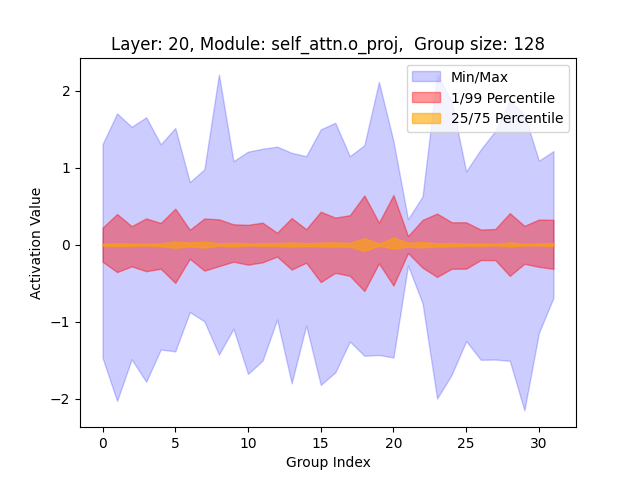 Layer: 20, Module: self_attn.o_proj,  Group size: 128
Min/Max
1/99 Percentile
25/75 Percentile
Activation Value
2
1
0
−1
−2
0
5
10
15
20
25
30
Group Index